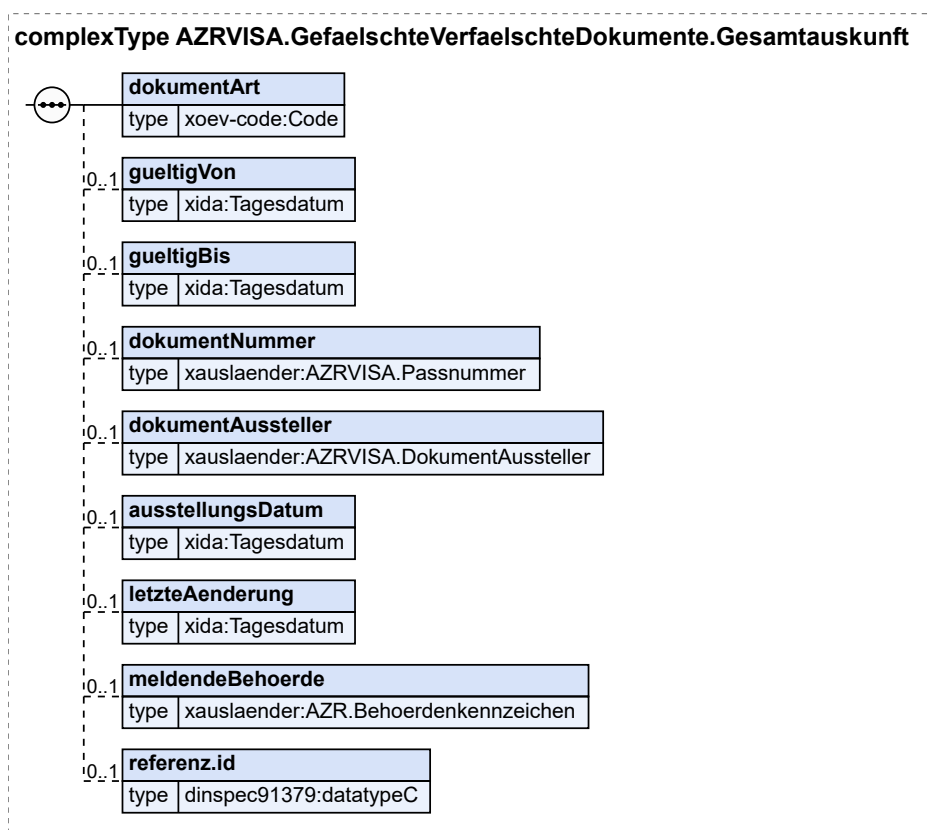 complexType AZRVISA.GefaelschteVerfaelschteDokumente.Gesamtauskunft
dokumentArt
type xoev-code:Code
0..1 gueltigVon
type xida:Tagesdatum
0..1 gueltigBis
type xida:Tagesdatum
0..1 dokumentNummer
type xauslaender:AZRVISA.Passnummer
0..1 dokumentAussteller
type xauslaender:AZRVISA.DokumentAussteller
0..1 ausstellungsDatum
type xida:Tagesdatum
0..1 letzteAenderung
type xida:Tagesdatum
0..1 meldendeBehoerde
type xauslaender:AZR.Behoerdenkennzeichen
0..1 referenz.id
type dinspec91379:datatypeC